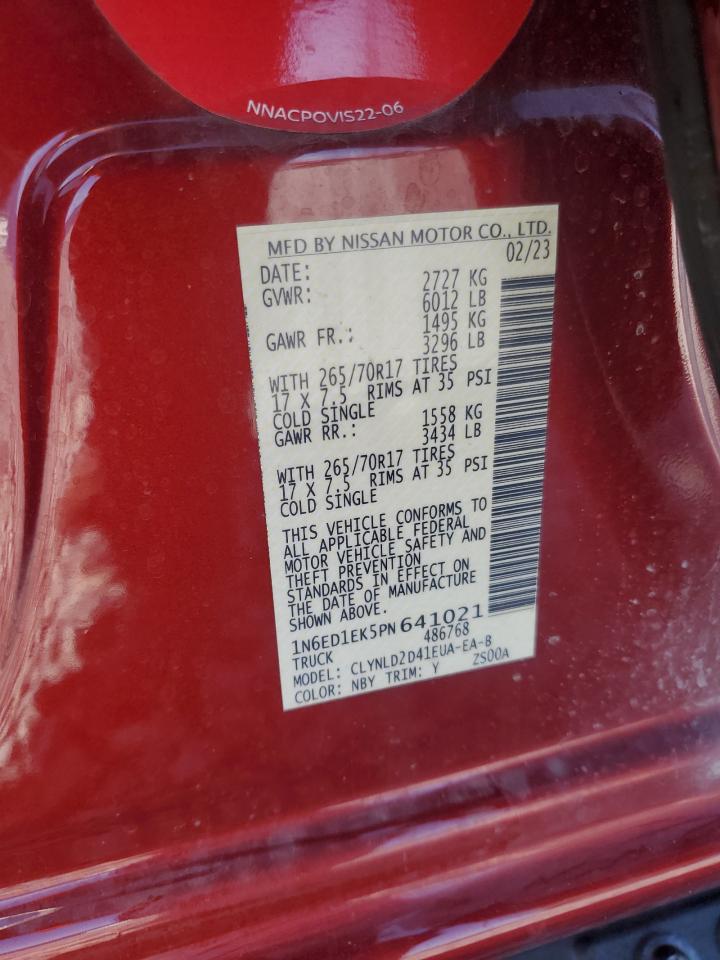 NNACPOVIS22-06
MFD BY NISSAN MOTOR CO., LTD.
DATE: 02/23
GVWR: 2727 KG
6012 LB
GAWR FR.: 1495 KG
3296 LB
WITH 265/70R17 TIRES
17 X 7.5 RIMS AT 35 PSI
COLD SINGLE
GAWR RR.: 1558 KG
3434 LB
WITH 265/70R17 TIRES
17 X 7.5 RIMS AT 35 PSI
COLD SINGLE
THIS VEHICLE CONFORMS TO
ALL APPLICABLE FEDERAL
MOTOR VEHICLE SAFETY AND
THEFT PREVENTION
STANDARDS IN EFFECT ON
THE DATE OF MANUFACTURE
SHOWN ABOVE.
1N6ED1EK5PN641021
TRUCK 486768
MODEL: CLYNLD2D41EUA-EA-B
COLOR: NBY TRIM: Y ZS00A